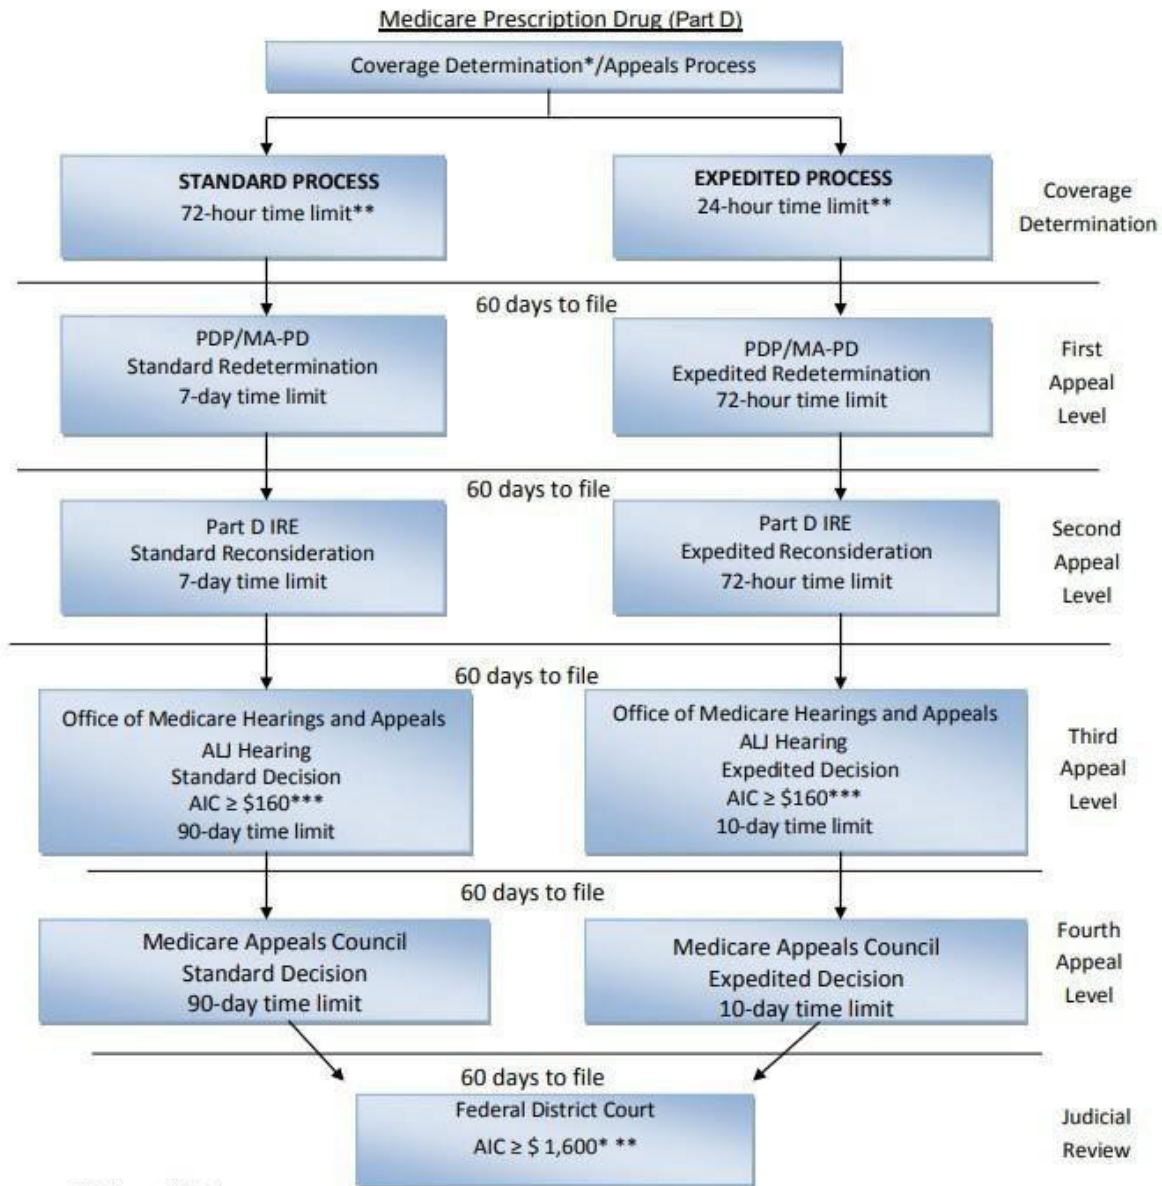 Medicare Prescription Drug (Part D)
Coverage Determination*/Appeals Process
STANDARD PROCESS
72-hour time limit**
EXPEDITED PROCESS
24-hour time limit**
Coverage
Determination
60 days to file
PDP/MA-PD
Standard Redetermination
7-day time limit
PDP/MA-PD
Expedited Redetermination
72-hour time limit
First
Appeal
Level
60 days to file
Part D IRE
Standard Reconsideration
7-day time limit
Part D IRE
Expedited Reconsideration
72-hour time limit
Second
Appeal
Level
60 days to file
Office of Medicare Hearings and Appeals
ALJ Hearing
Standard Decision
AIC ≥ $160***
90-day time limit
Office of Medicare Hearings and Appeals
ALJ Hearing
Expedited Decision
AIC ≥ $160***
10-day time limit
Third
Appeal
Level
60 days to file
Medicare Appeals Council
Standard Decision
90-day time limit
Medicare Appeals Council
Expedited Decision
10-day time limit
Fourth
Appeal
Level
60 days to file
Federal District Court
AIC ≥ $ 1,600* **
Judicial
Review